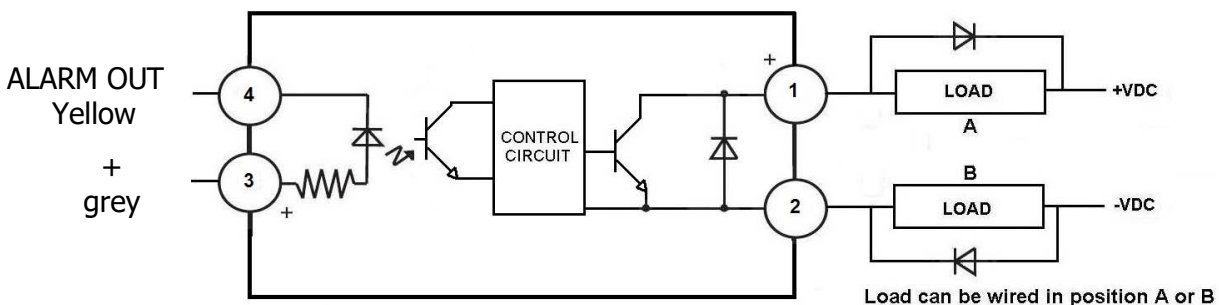 ALARM OUT
Yellow
+
grey
4
3
+
CONTROL
CIRCUIT
+
1
2
LOAD
A
+VDC
B
LOAD
-VDC
Load can be wired in position A or B